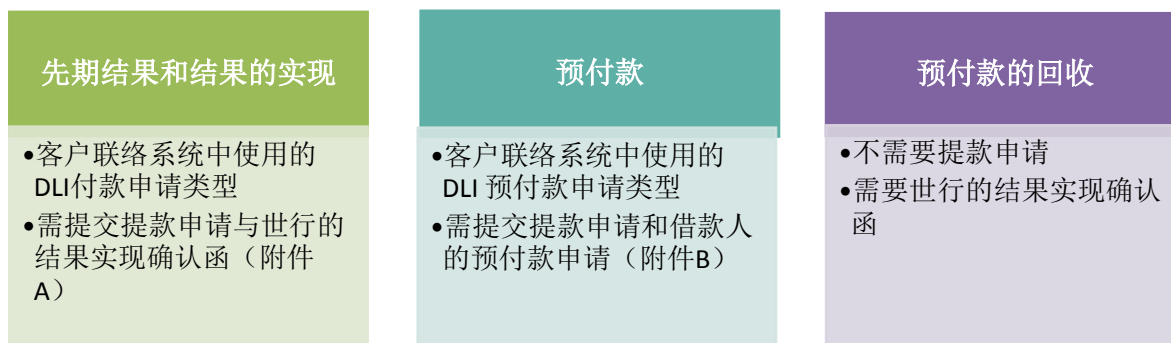 先期结果和结果的实现
•客户联络系统中使用的
DLI付款申请类型
•需提交提款申请与世行的
结果实现确认函（附件
A）
预付款
•客户联络系统中使用的
DLI 预付款申请类型
•需提交提款申请和借款人
的预付款申请（附件B）
预付款的回收
•不需要提款申请
•需要世行的结果实现确认
函